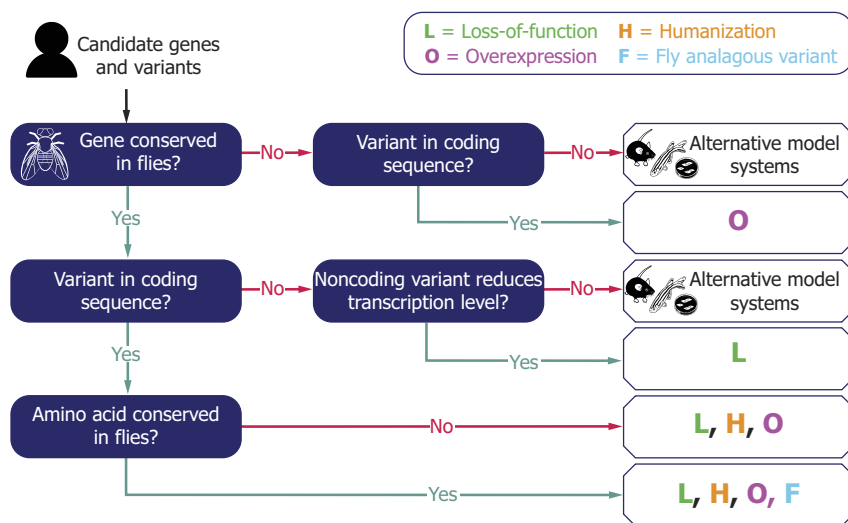 Candidate genes
and variants
L = Loss-of-function H = Humanization
O = Overexpression F = Fly analagous variant
Gene conserved
in flies?
No
Variant in coding
sequence?
No
Alternative model
systems
Yes
Yes
O
Variant in coding
sequence?
No
Noncoding variant reduces
transcription level?
No
Alternative model
systems
Yes
Yes
L
Amino acid conserved
in flies?
No
L, H, O
Yes
L, H, O, F